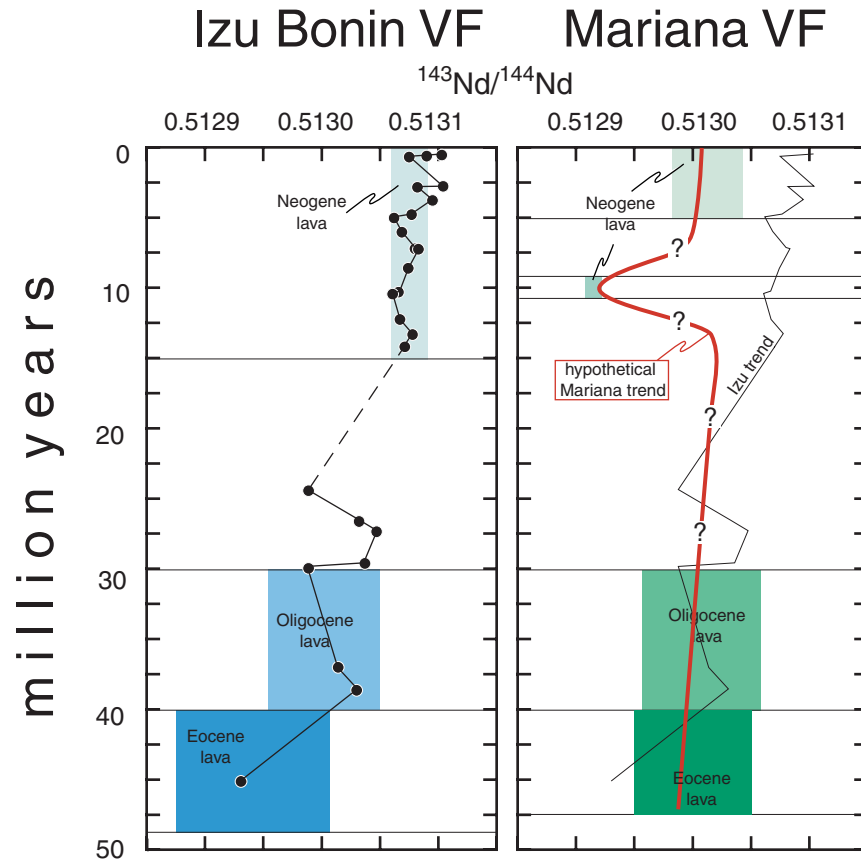 Izu Bonin VF
Mariana VF
143Nd/144Nd
0.5129 0.5130 0.5131
0.5129 0.5130 0.5131
million years
0
10
20
30
40
50
Neogene
lava
Oligocene
lava
Eocene
lava
Neogene
lava
?
?
hypothetical
Mariana trend
Izu trend
?
?
Oligocene
lava
Eocene
lava